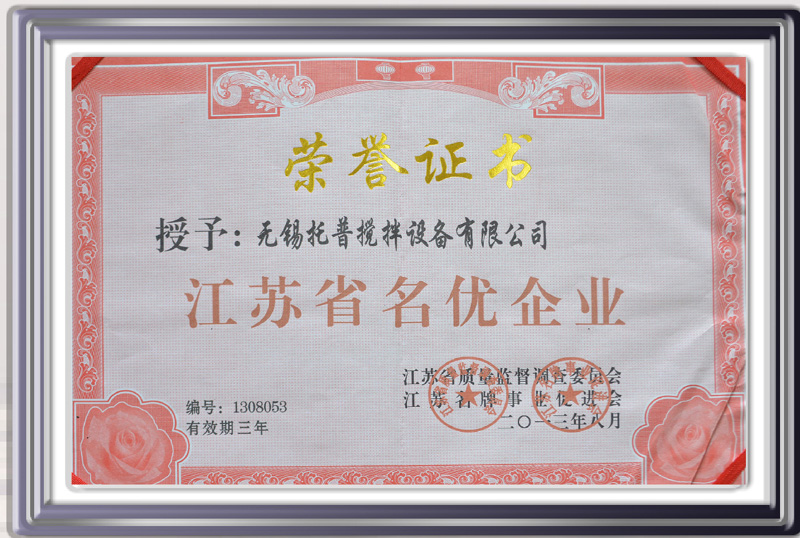 荣誉证书
授予：无锡托普搅拌设备有限公司
江苏省名优企业
江苏省质量监督调查委员会
江苏名牌事业促进会
二〇一三年八月
编号：1308053
有效期三年